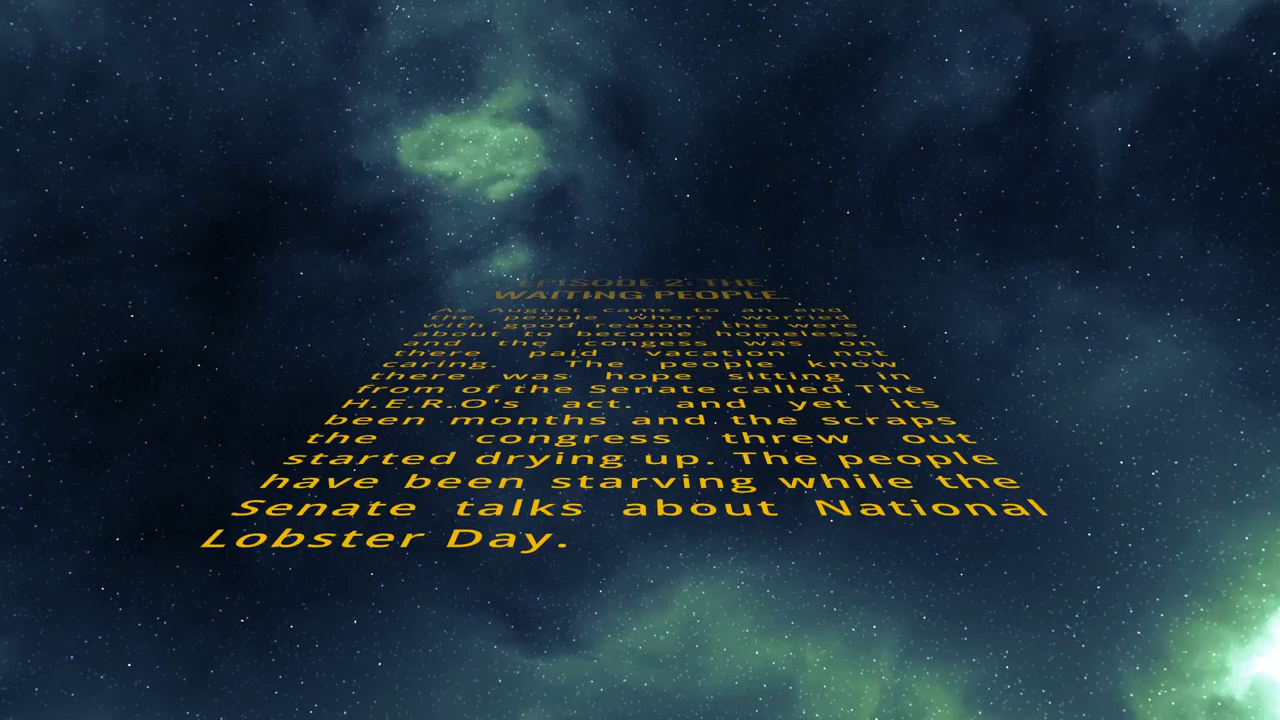 EPISODE 2: THE
WAITING PEOPLE.
As August came to an end
the people where worried
with good reason. the were
about to become homeless
and the congess was on
there paid vacation not
caring. The people know
there was hope sitting in
from of the Senate called The
H.E.R.O's act. and yet its
been months and the scraps
the congress threw out
started drying up. The people
have been starving while the
Senate talks about National
Lobster Day.